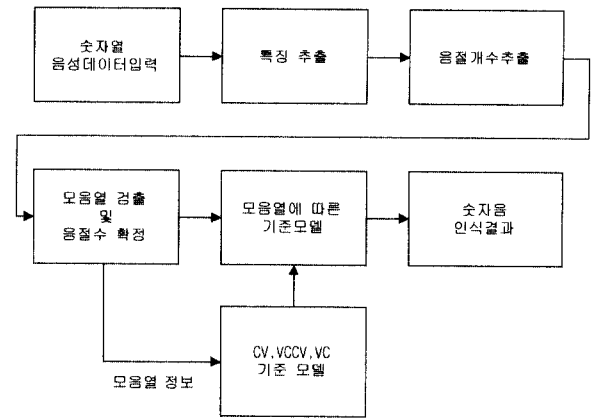 숫자열
음성데이터입력
특징 추출
음절개수추출
모음열 검출
및
음절수 확정
모음열에 따른
기준모델
숫자음
인식결과
CV,VCCV,VC
기준 모델
모음열 정보